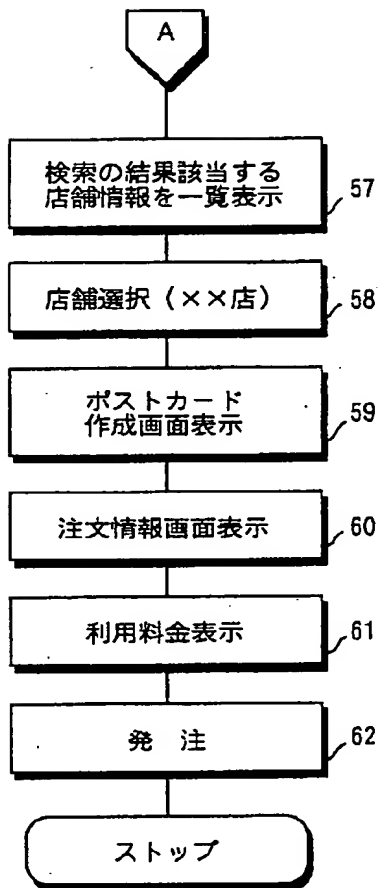 A
検索の結果該当する
店舗情報を一覧表示
57
店舗選択（××店）
58
ポストカード
作成画面表示
59
注文情報画面表示
60
利用料金表示
61
発 注
62
ストップ